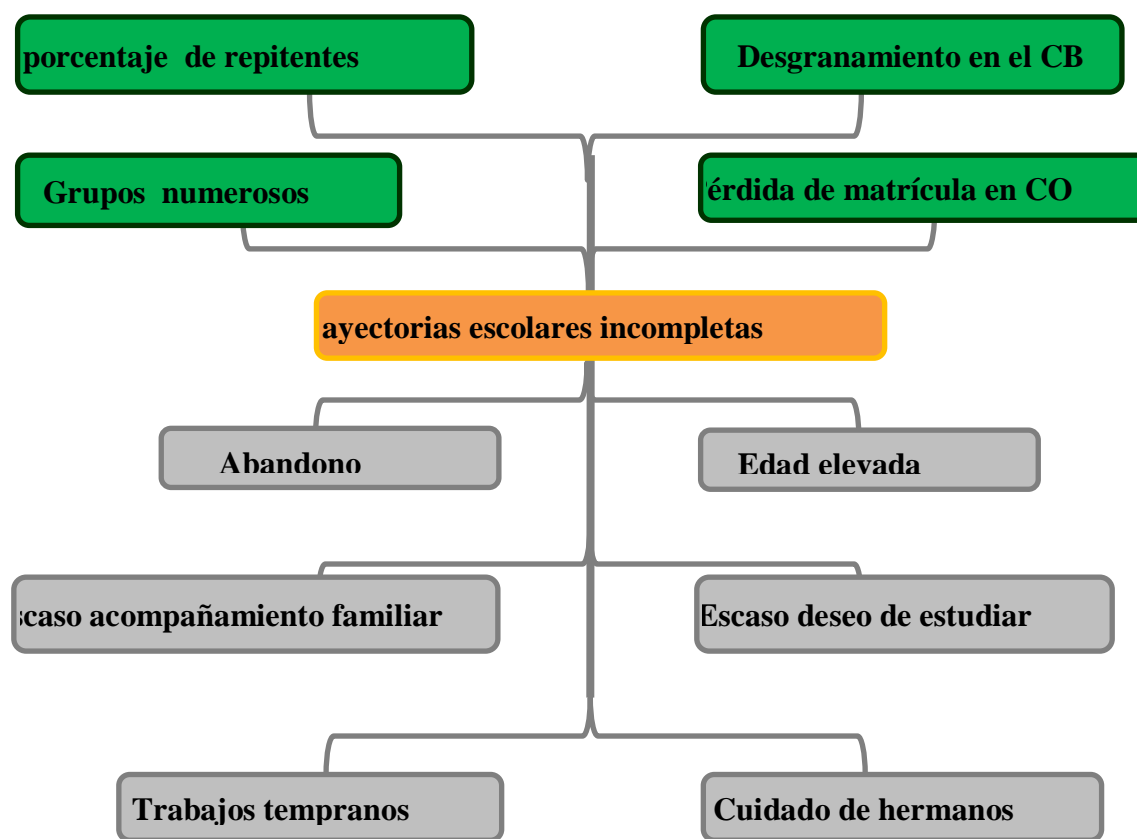 porcentaje de repitentes
Desgranamiento en el CB
Grupos numerosos
érdida de matrícula en CO
ayectorias escolares incompletas
Abandono
Edad elevada
scaso acompañamiento familiar
Escaso deseo de estudiar
Trabajos tempranos
Cuidado de hermanos